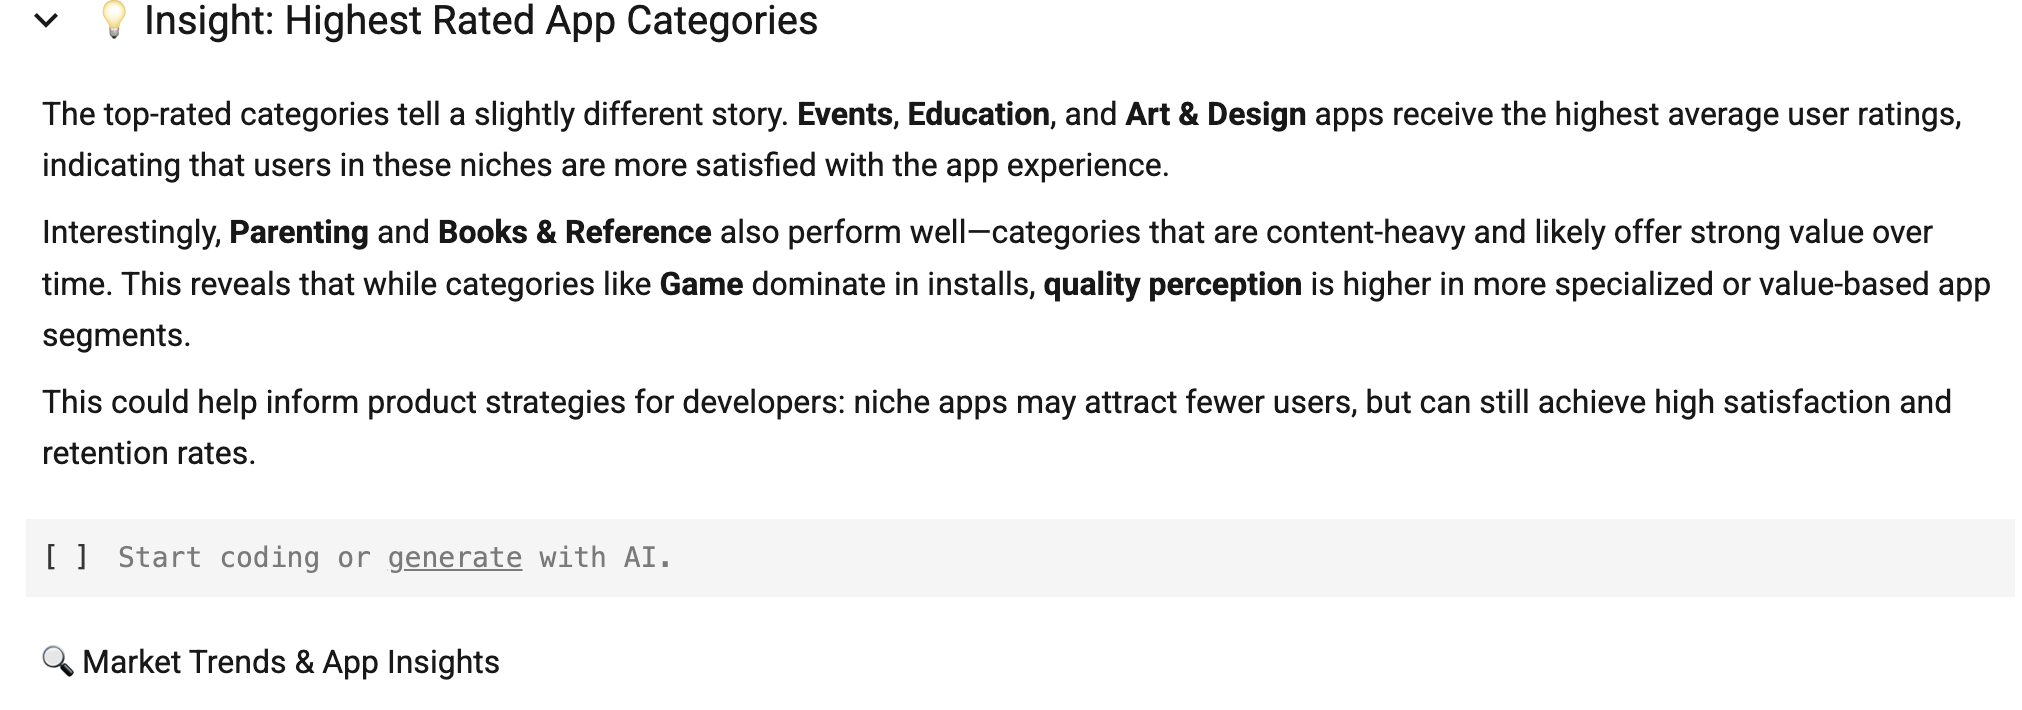 💡 Insight: Highest Rated App Categories
The top-rated categories tell a slightly different story. Events, Education, and Art & Design apps receive the highest average user ratings,
indicating that users in these niches are more satisfied with the app experience.
Interestingly, Parenting and Books & Reference also perform well—categories that are content-heavy and likely offer strong value over
time. This reveals that while categories like Game dominate in installs, quality perception is higher in more specialized or value-based app
segments.
This could help inform product strategies for developers: niche apps may attract fewer users, but can still achieve high satisfaction and
retention rates.
[ ] Start coding or generate with AI.
🔍 Market Trends & App Insights